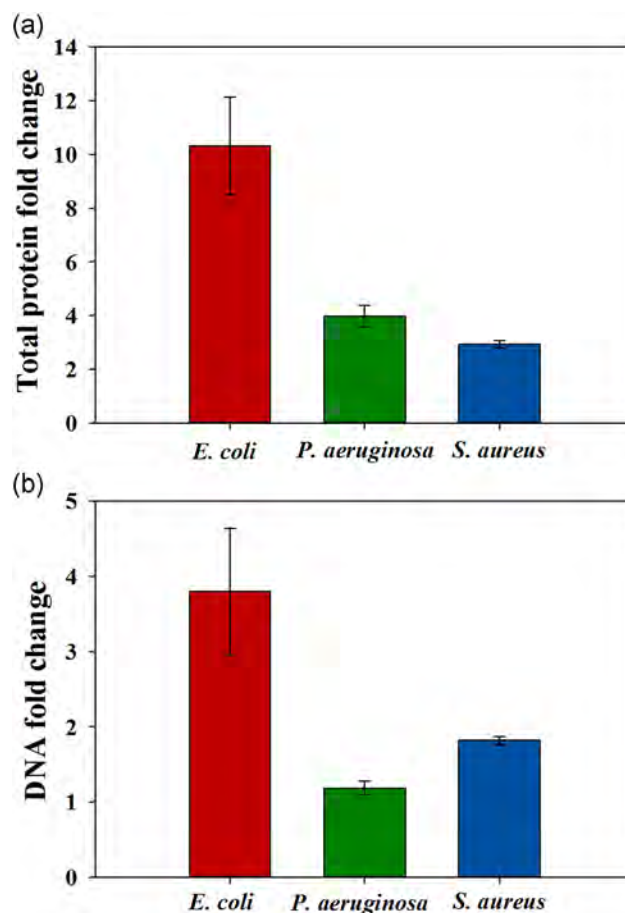 (a)
Total protein fold change
14
12
10
8
6
4
2
0
E. coli P. aeruginosa S. aureus
(b)
DNA fold change
5
4
3
2
1
0
E. coli P. aeruginosa S. aureus